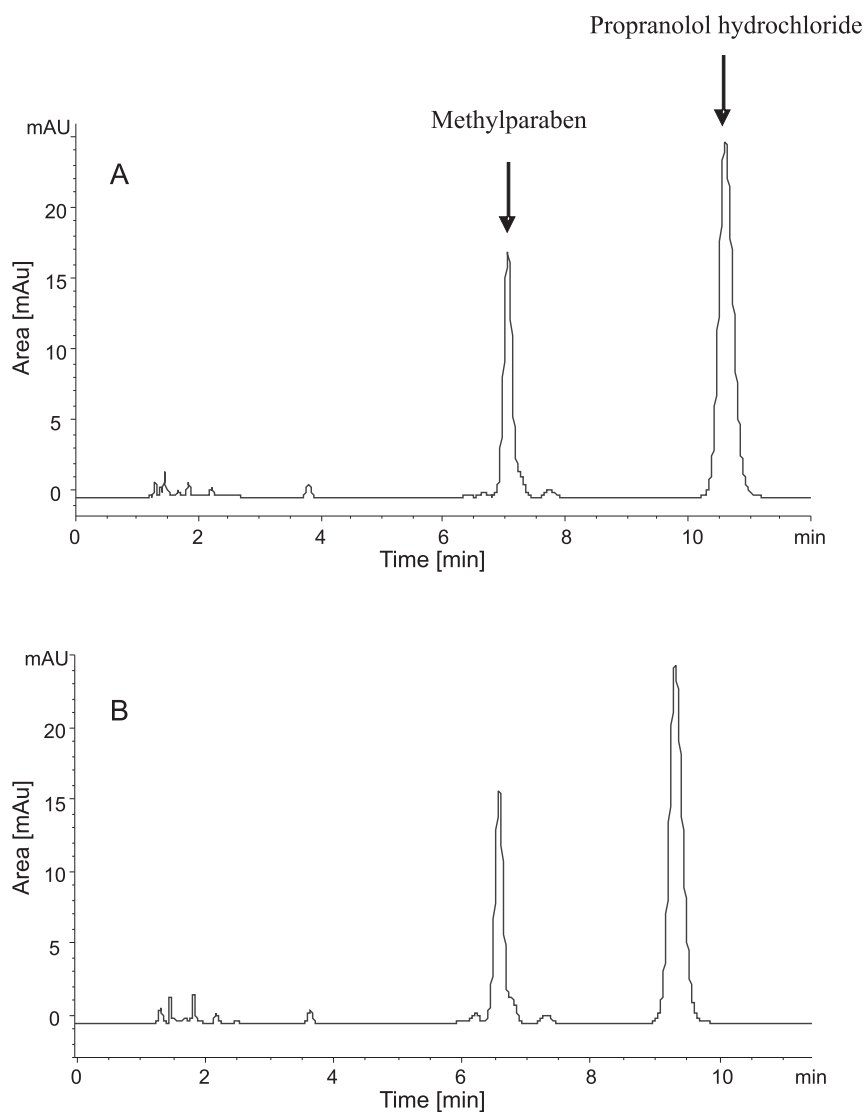 Propranolol hydrochloride
Methylparaben
mAU
A
20
15
10
5
0
Area [mAu]
0 2 4 6 8 10 min
Time [min]
mAU
B
20
15
10
5
0
Area [mAu]
0 2 4 6 8 10 min
Time [min]